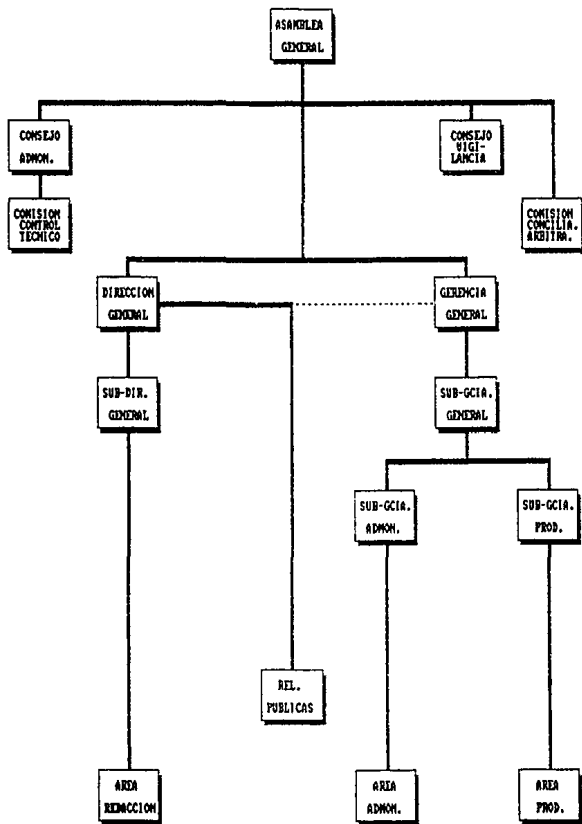 ASAMBLEA
GENERAL
CONSEJO
ADMON.
CONSEJO
VIGI-
LANCIA
COMISION
CONTROL
TECNICO
COMISION
CONCILIA.
ARBITRA.
DIRECCION
GENERAL
GERENCIA
GENERAL
SUB-DIR.
GENERAL
SUB-GCIA.
GENERAL
SUB-GCIA.
ADMON.
SUB-GCIA.
PROD.
REL.
PUBLICAS
AREA
REDACCION
AREA
ADMON.
AREA
PROD.